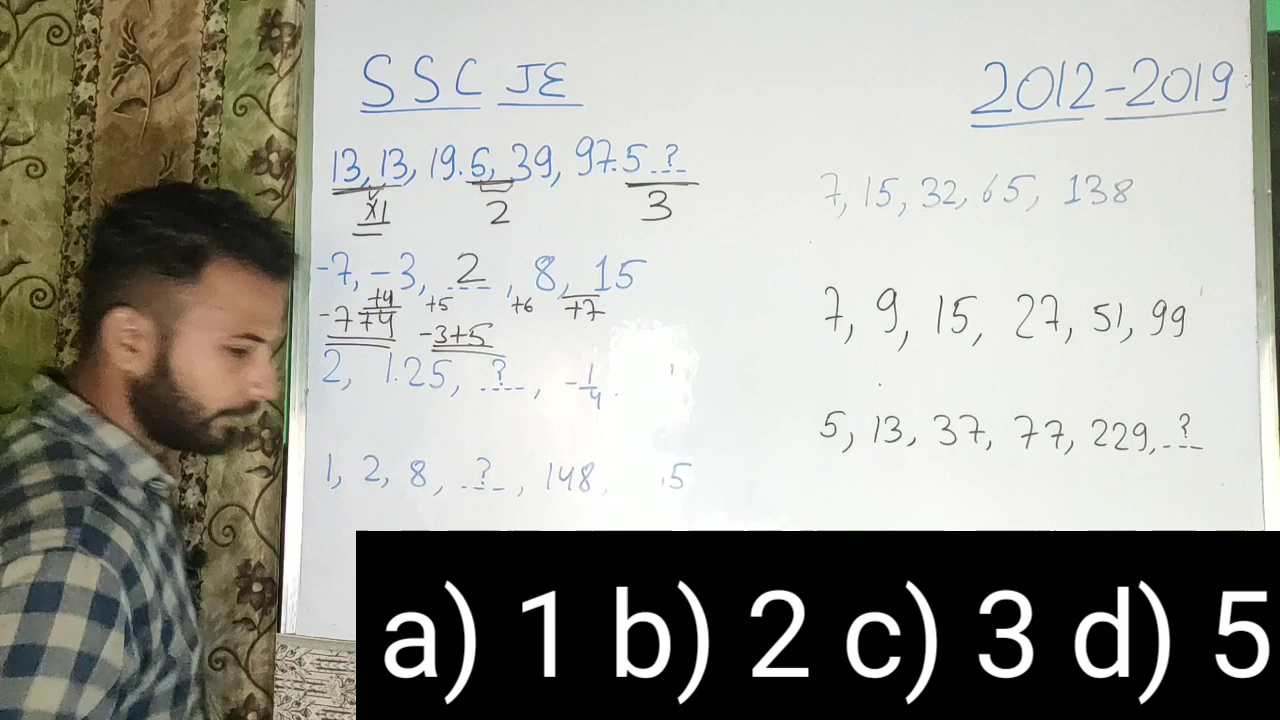 SSC JE
2012-2019
13, 13, 19.5, 39, 97.5 ?
x1 2 3
-7, -3, 2, 8, 15
+4 +5 +6 +7
-7+4 -3+5
2, 1.25, ?, -1/4
1, 2, 8, ?, 148, .5
7, 15, 32, 65, 138
7, 9, 15, 27, 51, 99
5, 13, 37, 77, 229, ?
a) 1 b) 2 c) 3 d) 5